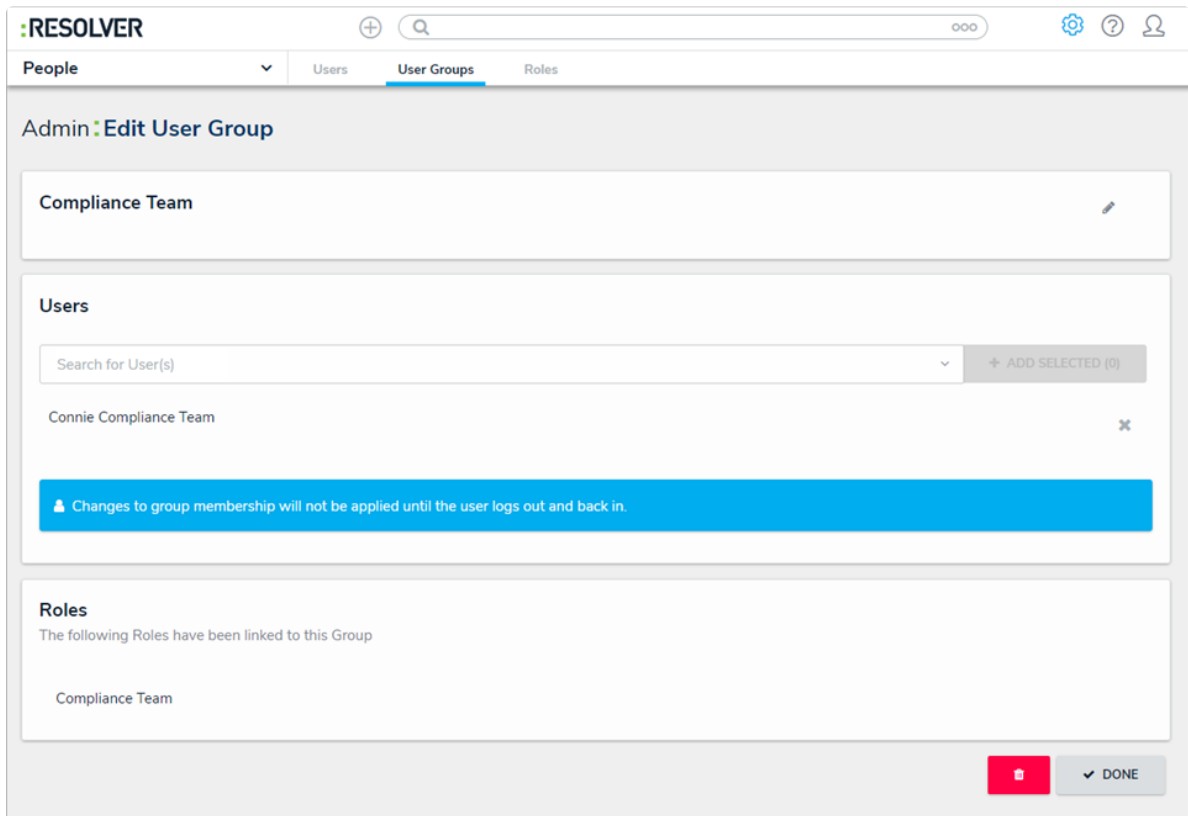 :RESOLVER
People Users User Groups Roles
Admin:Edit User Group
Compliance Team
Users
Search for User(s) + ADD SELECTED (0)
Connie Compliance Team
Changes to group membership will not be applied until the user logs out and back in.
Roles
The following Roles have been linked to this Group
Compliance Team
DONE